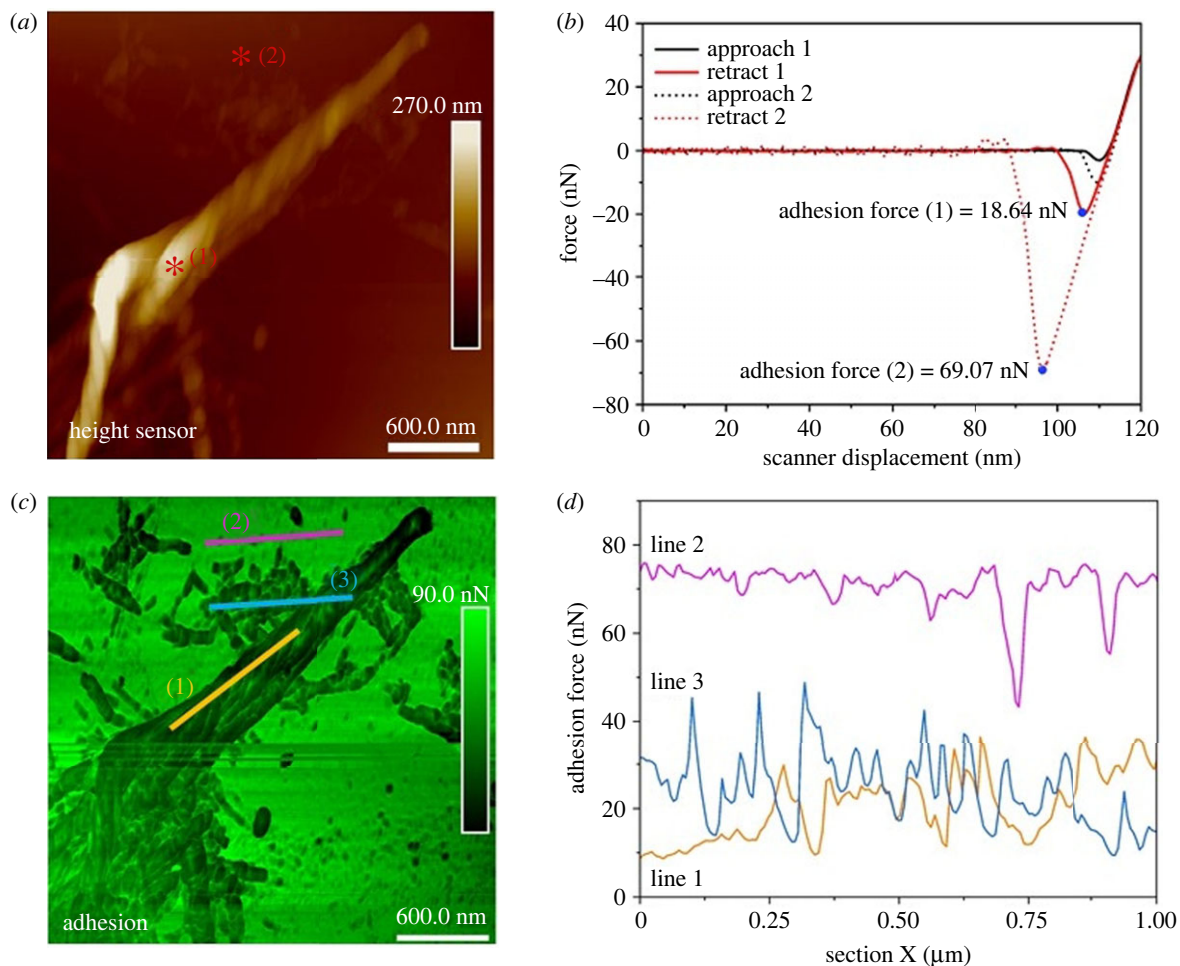 (a)
(2)
270.0 nm
(1)
height sensor
600.0 nm
(b)
40
20
0
–20
–40
–60
–80
force (nN)
approach 1
retract 1
approach 2
retract 2
adhesion force (1) = 18.64 nN
adhesion force (2) = 69.07 nN
0 20 40 60 80 100 120
scanner displacement (nm)
(c)
(2)
(3)
90.0 nN
(1)
adhesion
600.0 nm
(d)
80
60
40
20
0
adhesion force (nN)
line 2
line 3
line 1
0 0.25 0.50 0.75 1.00
section X (µm)